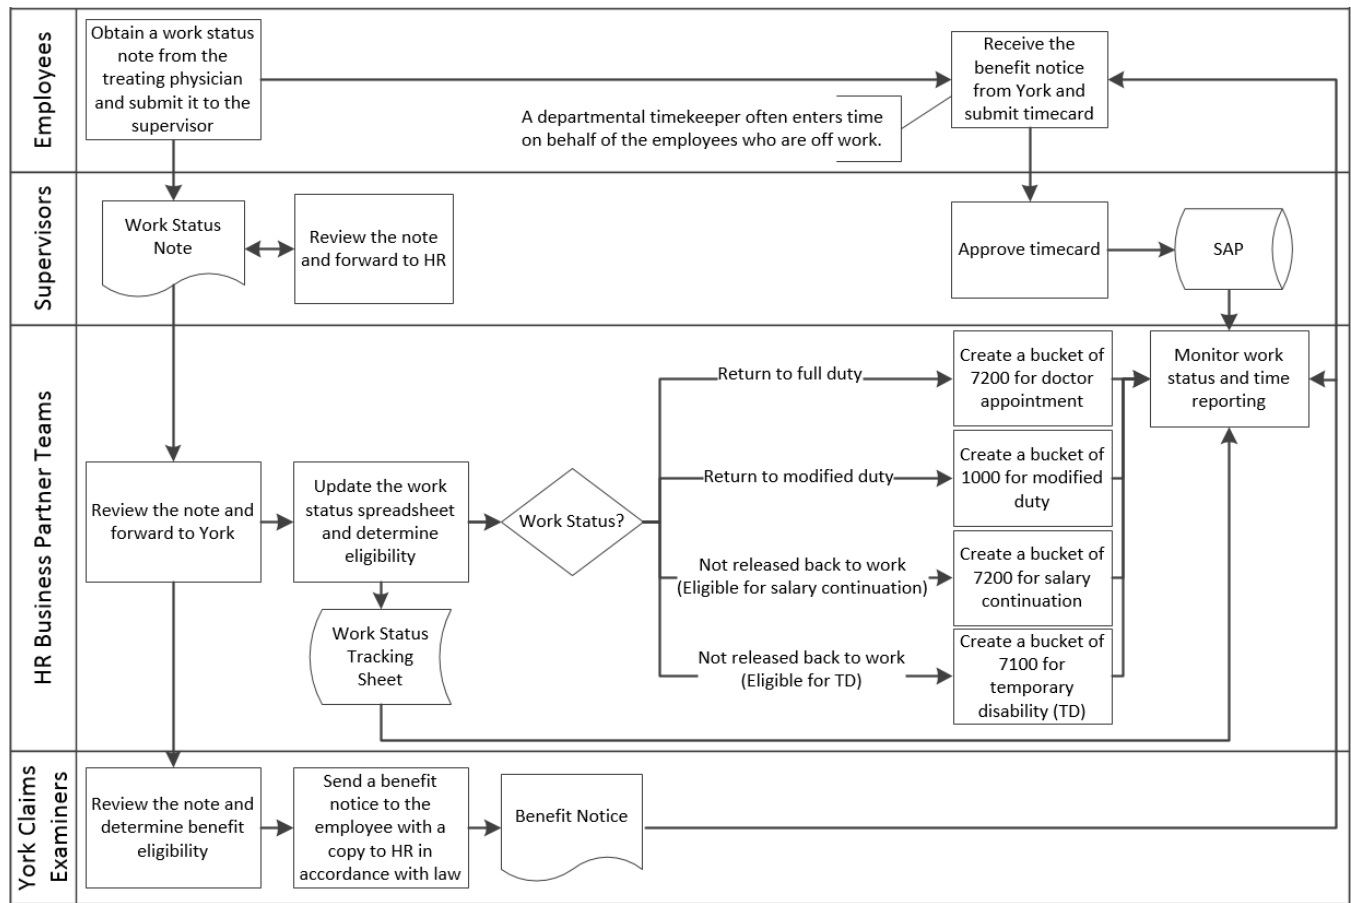 Employees
Obtain a work status
note from the
treating physician
and submit it to the
supervisor
A departmental timekeeper often enters time
on behalf of the employees who are off work.
Receive the
benefit notice
from York and
submit timecard
Supervisors
Work Status
Note
Review the note
and forward to HR
Approve timecard
SAP
HR Business Partner Teams
Review the note and
forward to York
Update the work
status spreadsheet
and determine
eligibility
Work Status
Tracking
Sheet
Work Status?
Return to full duty
Return to modified duty
Not released back to work
(Eligible for salary continuation)
Not released back to work
(Eligible for TD)
Create a bucket of
7200 for doctor
appointment
Create a bucket of
1000 for modified
duty
Create a bucket of
7200 for salary
continuation
Create a bucket of
7100 for
temporary
disability (TD)
Monitor work
status and time
reporting
York Claims
Examiners
Review the note and
determine benefit
eligibility
Send a benefit
notice to the
employee with a
copy to HR in
accordance with law
Benefit Notice